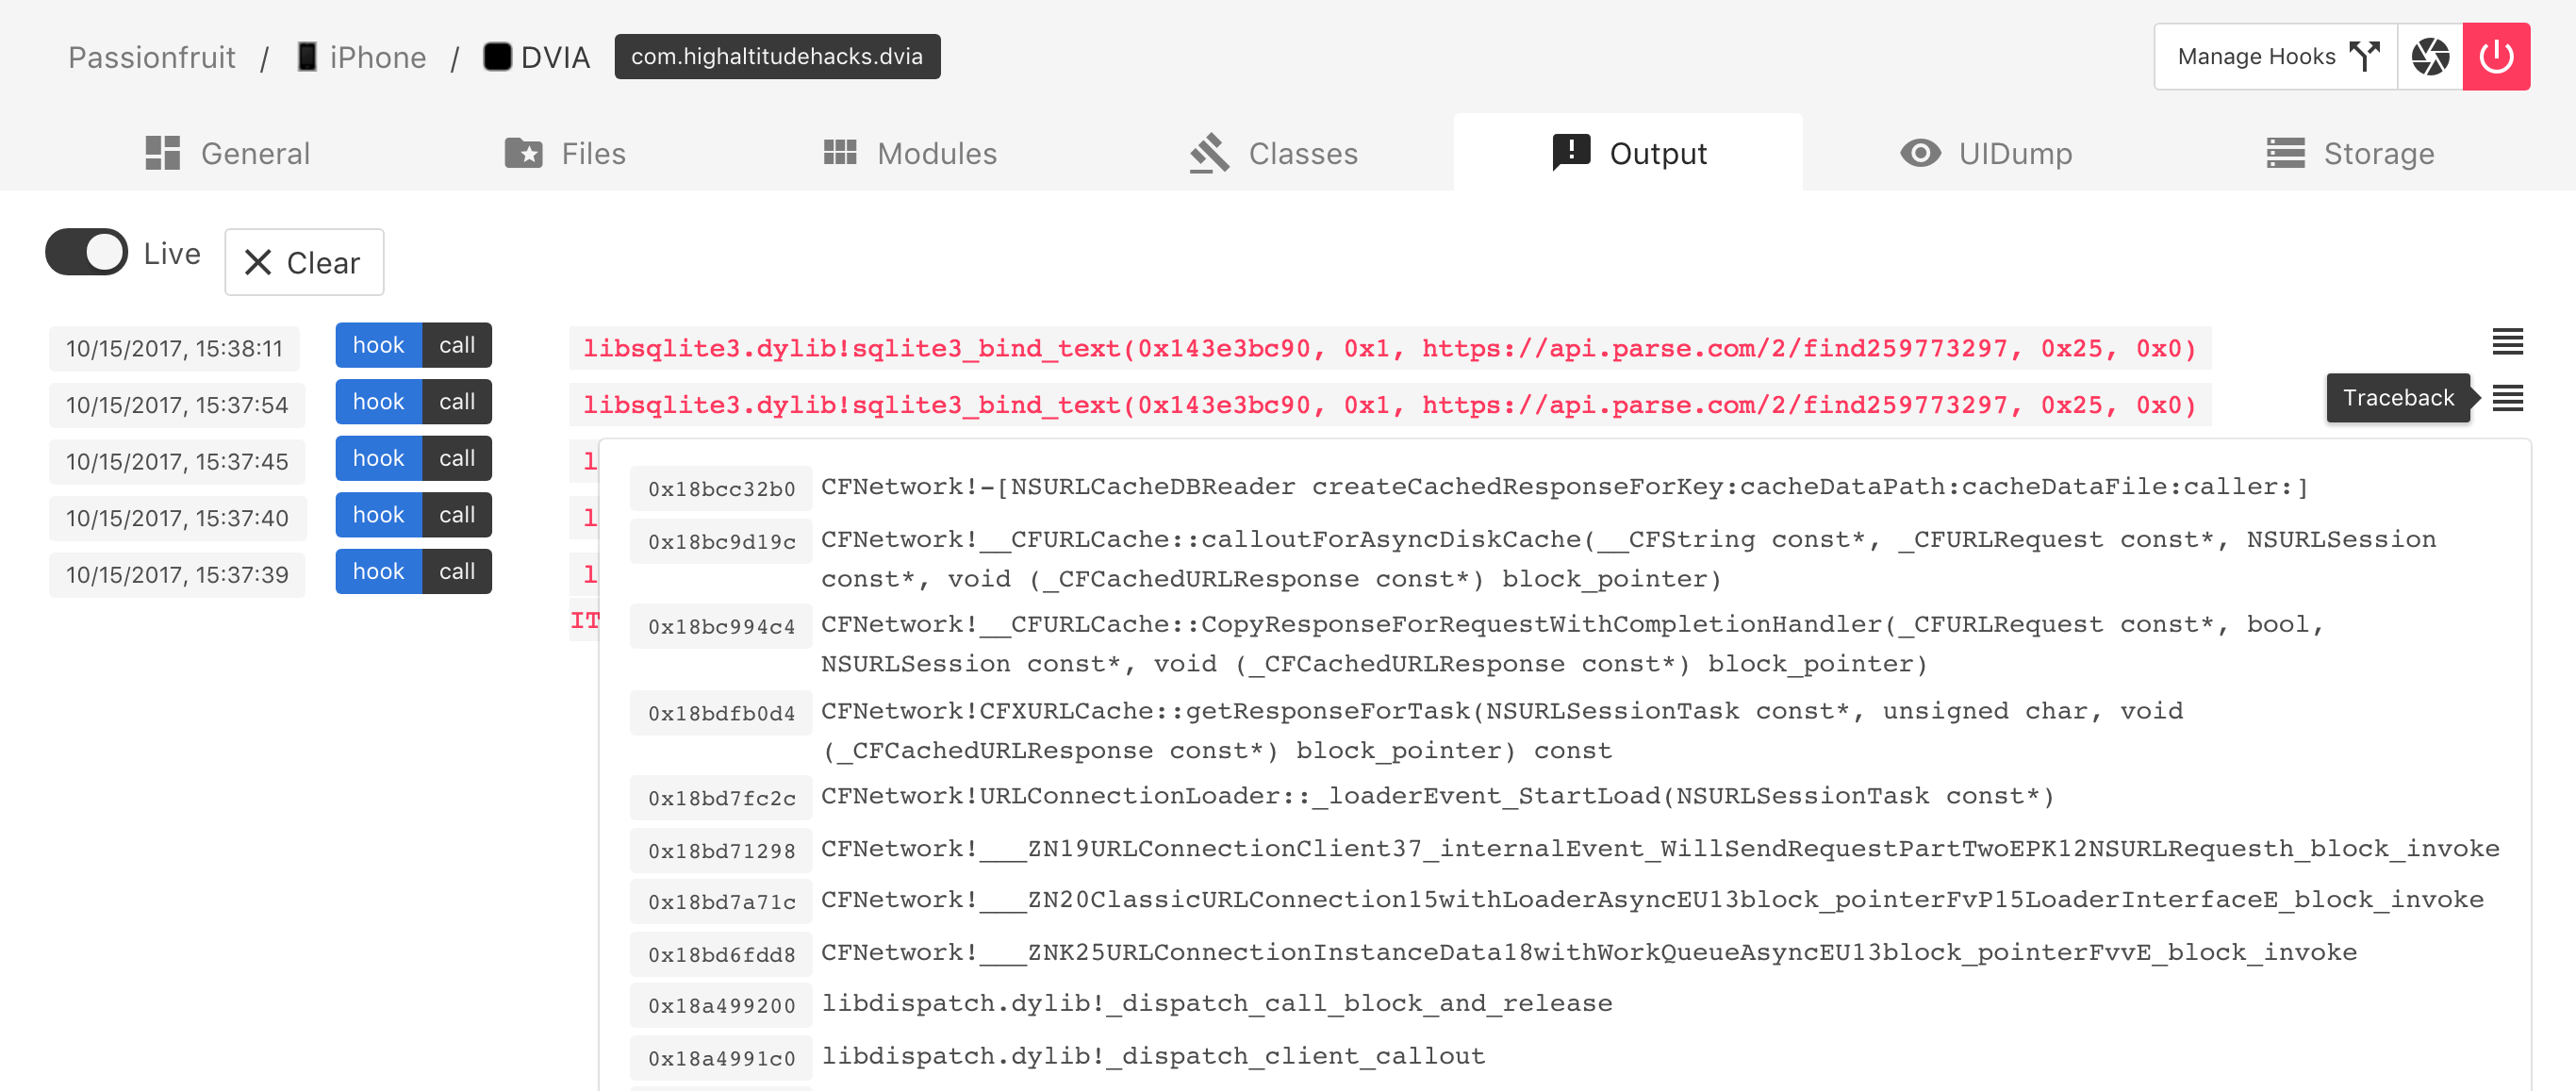 Passionfruit / iPhone / DVIA com.highaltitudehacks.dvia Manage Hooks
General Files Modules Classes Output UIDump Storage
Live Clear
10/15/2017, 15:38:11 hook call libsqlite3.dylib!sqlite3_bind_text(0x143e3bc90, 0x1, https://api.parse.com/2/find259773297, 0x25, 0x0)
10/15/2017, 15:37:54 hook call libsqlite3.dylib!sqlite3_bind_text(0x143e3bc90, 0x1, https://api.parse.com/2/find259773297, 0x25, 0x0) Traceback
10/15/2017, 15:37:45 hook call l
10/15/2017, 15:37:40 hook call l
10/15/2017, 15:37:39 hook call l
IT
0x18bcc32b0 CFNetwork!-[NSURLCacheDBReader createCachedResponseForKey:cacheDataPath:cacheDataFile:caller:]
0x18bc9d19c CFNetwork!__CFURLCache::calloutForAsyncDiskCache(__CFString const*, _CFURLRequest const*, NSURLSession
const*, void (_CFCachedURLResponse const*) block_pointer)
0x18bc994c4 CFNetwork!__CFURLCache::CopyResponseForRequestWithCompletionHandler(_CFURLRequest const*, bool,
NSURLSession const*, void (_CFCachedURLResponse const*) block_pointer)
0x18bdfb0d4 CFNetwork!CFXURLCache::getResponseForTask(NSURLSessionTask const*, unsigned char, void
(_CFCachedURLResponse const*) block_pointer) const
0x18bd7fc2c CFNetwork!URLConnectionLoader::_loaderEvent_StartLoad(NSURLSessionTask const*)
0x18bd71298 CFNetwork!___ZN19URLConnectionClient37_internalEvent_WillSendRequestPartTwoEPK12NSURLRequesth_block_invoke
0x18bd7a71c CFNetwork!___ZN20ClassicURLConnection15withLoaderAsyncEU13block_pointerFvP15LoaderInterfaceE_block_invoke
0x18bd6fdd8 CFNetwork!___ZNK25URLConnectionInstanceData18withWorkQueueAsyncEU13block_pointerFvvE_block_invoke
0x18a499200 libdispatch.dylib!_dispatch_call_block_and_release
0x18a4991c0 libdispatch.dylib!_dispatch_client_callout